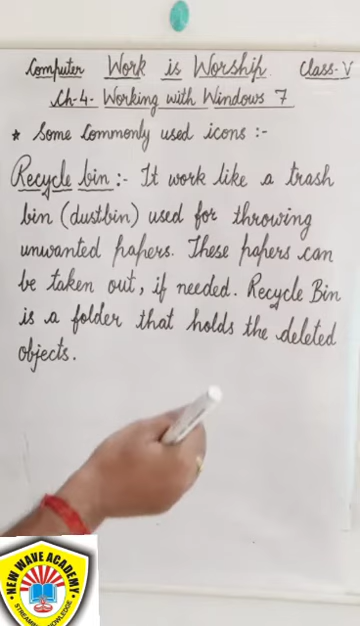 Computer Work is Worship Class-V
Ch-4- Working with Windows 7
* Some Commonly used icons :-
Recycle bin :- It work like a trash
bin (dustbin) used for throwing
unwanted papers. These papers can
be taken out, if needed. Recycle Bin
is a folder that holds the deleted
objects.
NEW WAVE ACADEMY